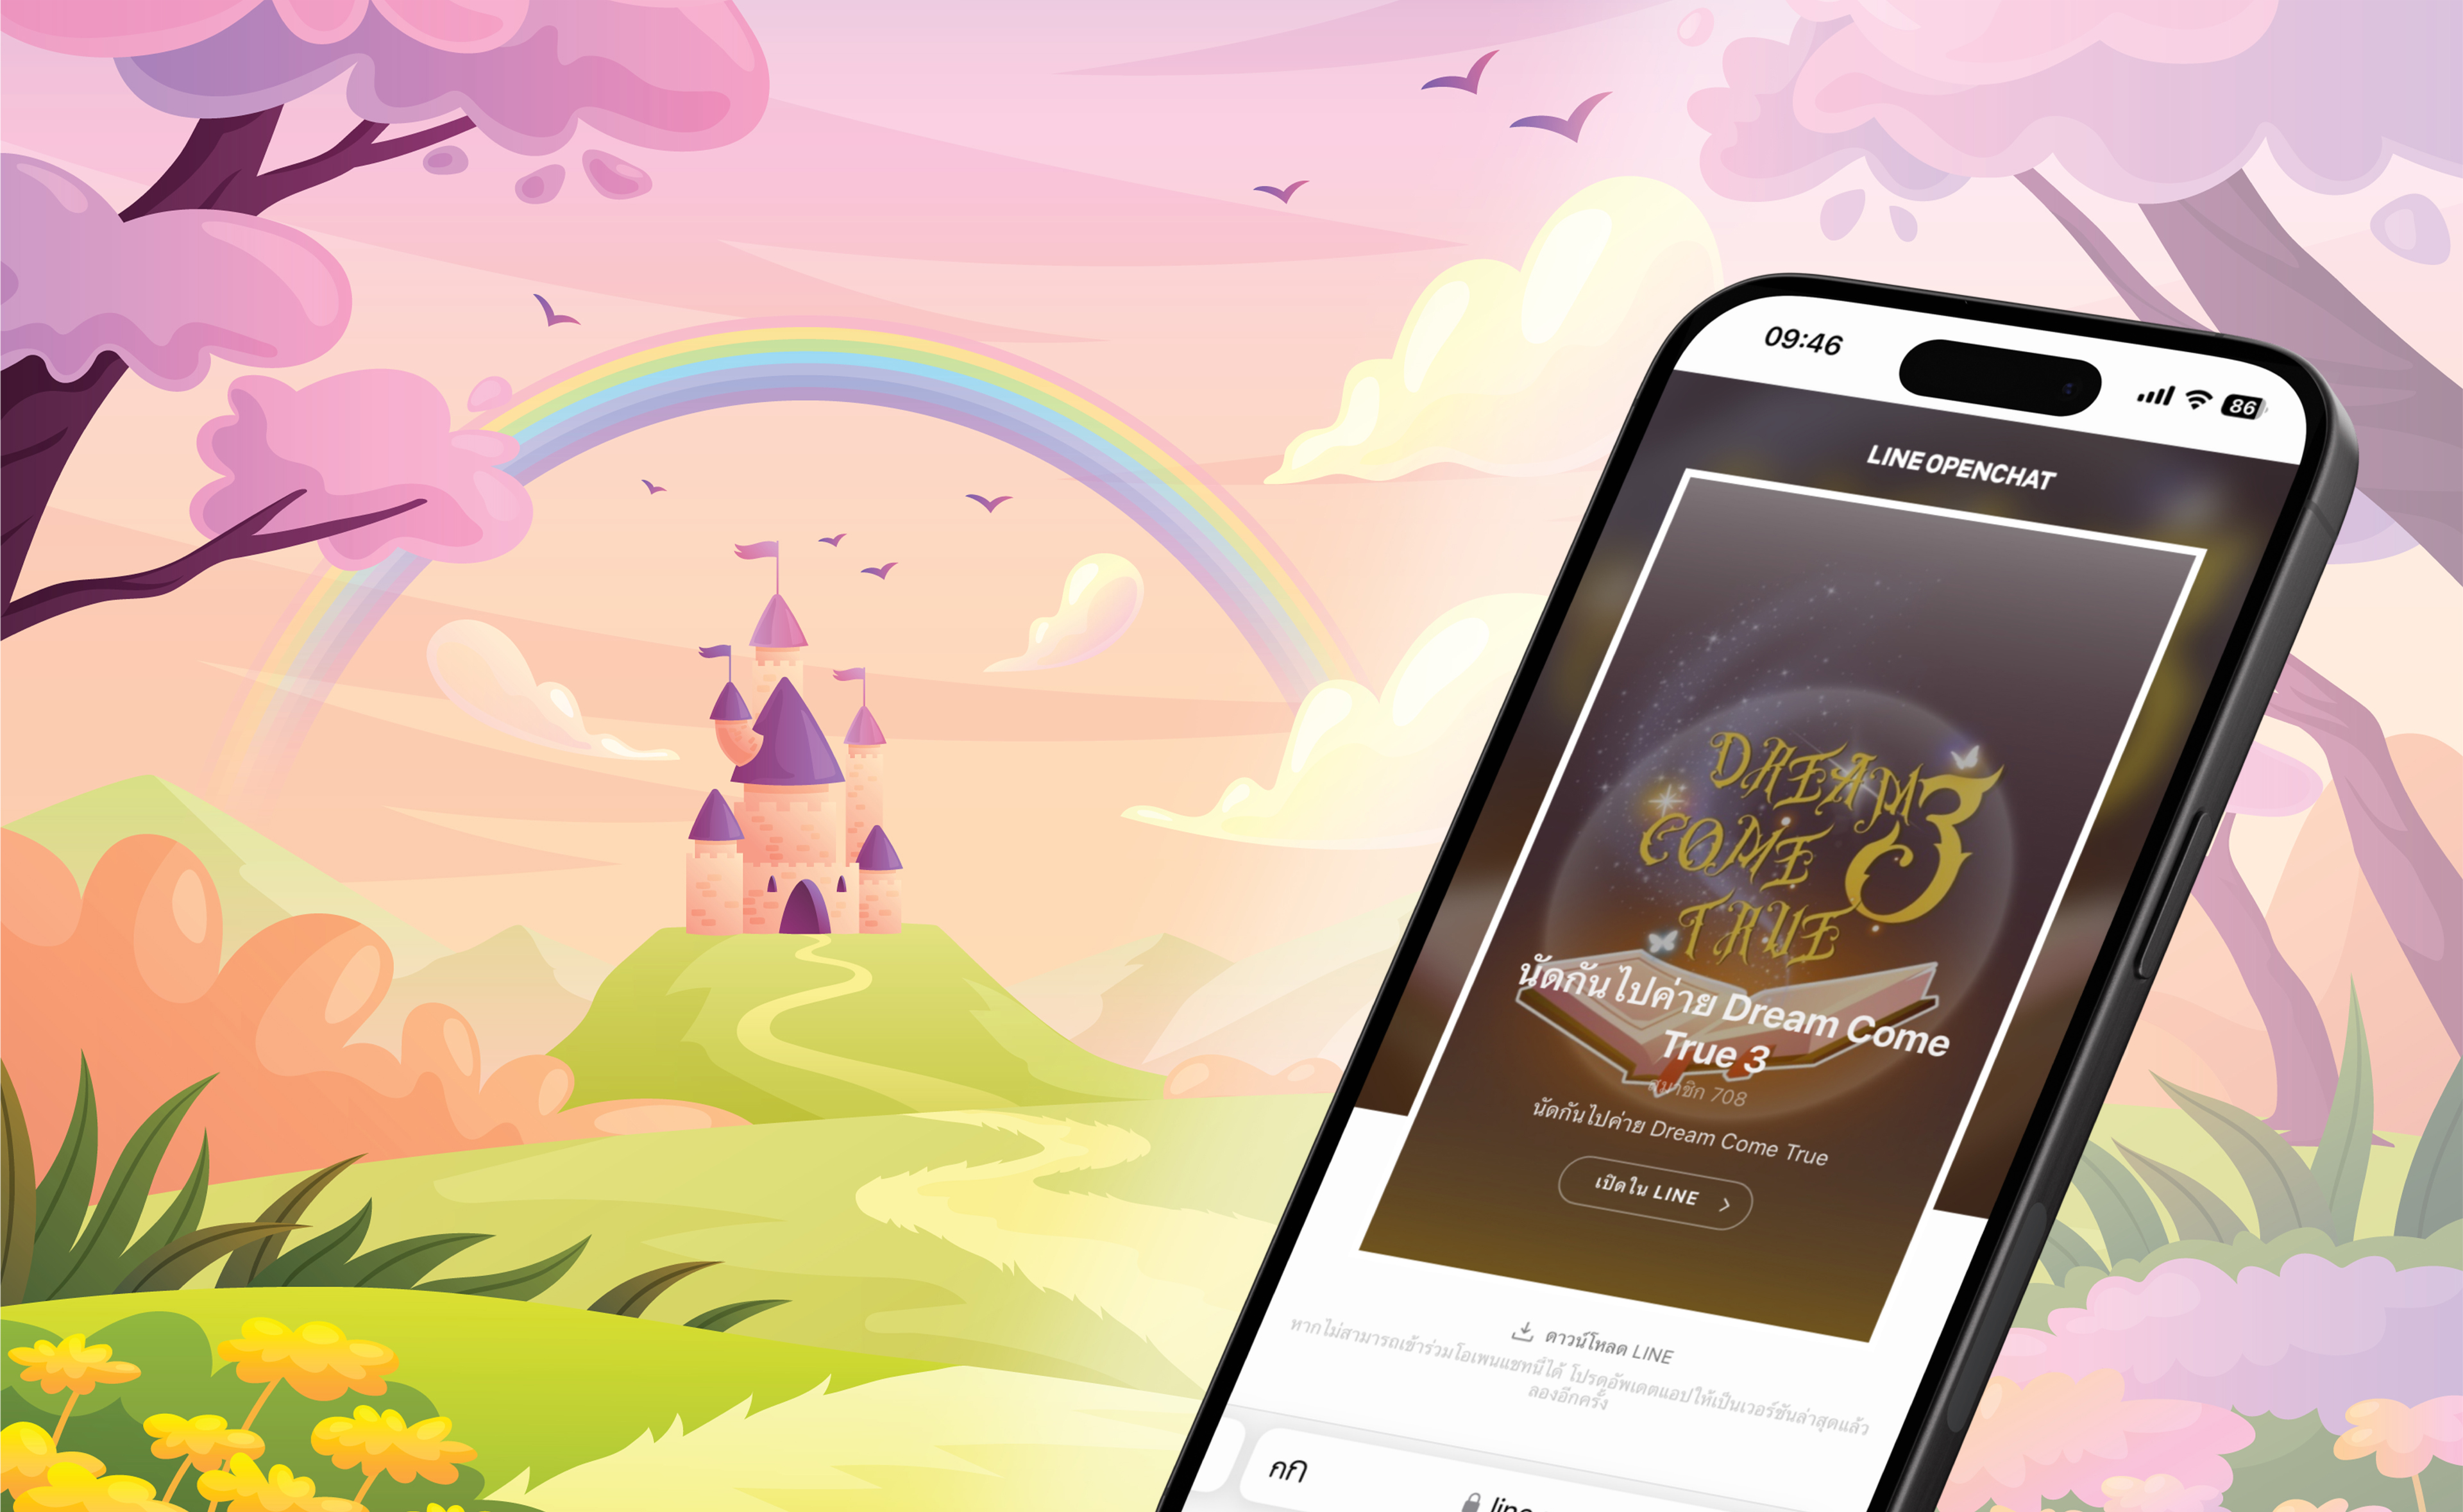 09:46
86
LINE OPENCHAT
DREAM
COME
TRUE
3
นัดกันไปค่าย Dream Come
True 3
สมาชิก 708
นัดกันไปค่าย Dream Come True
เปิดใน LINE
ดาวน์โหลด LINE
หากไม่สามารถเข้าร่วมโอเพนแชทนี้ได้ โปรดอัพเดตแอปให้เป็นเวอร์ชันล่าสุดแล้ว
ลองอีกครั้ง
กก